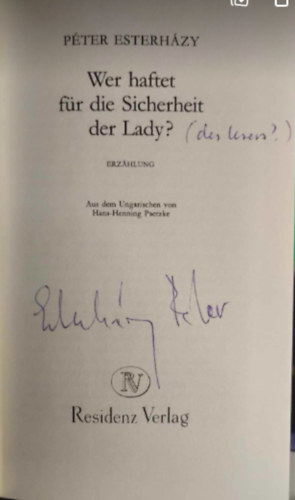 PÉTER ESTERHÁZY
Wer haftet
für die Sicherheit
der Lady? (des Lesers?)
ERZÄHLUNG
Aus dem Ungarischen von
Hans-Henning Paetzke
Esterházy Péter
RV
Residenz Verlag